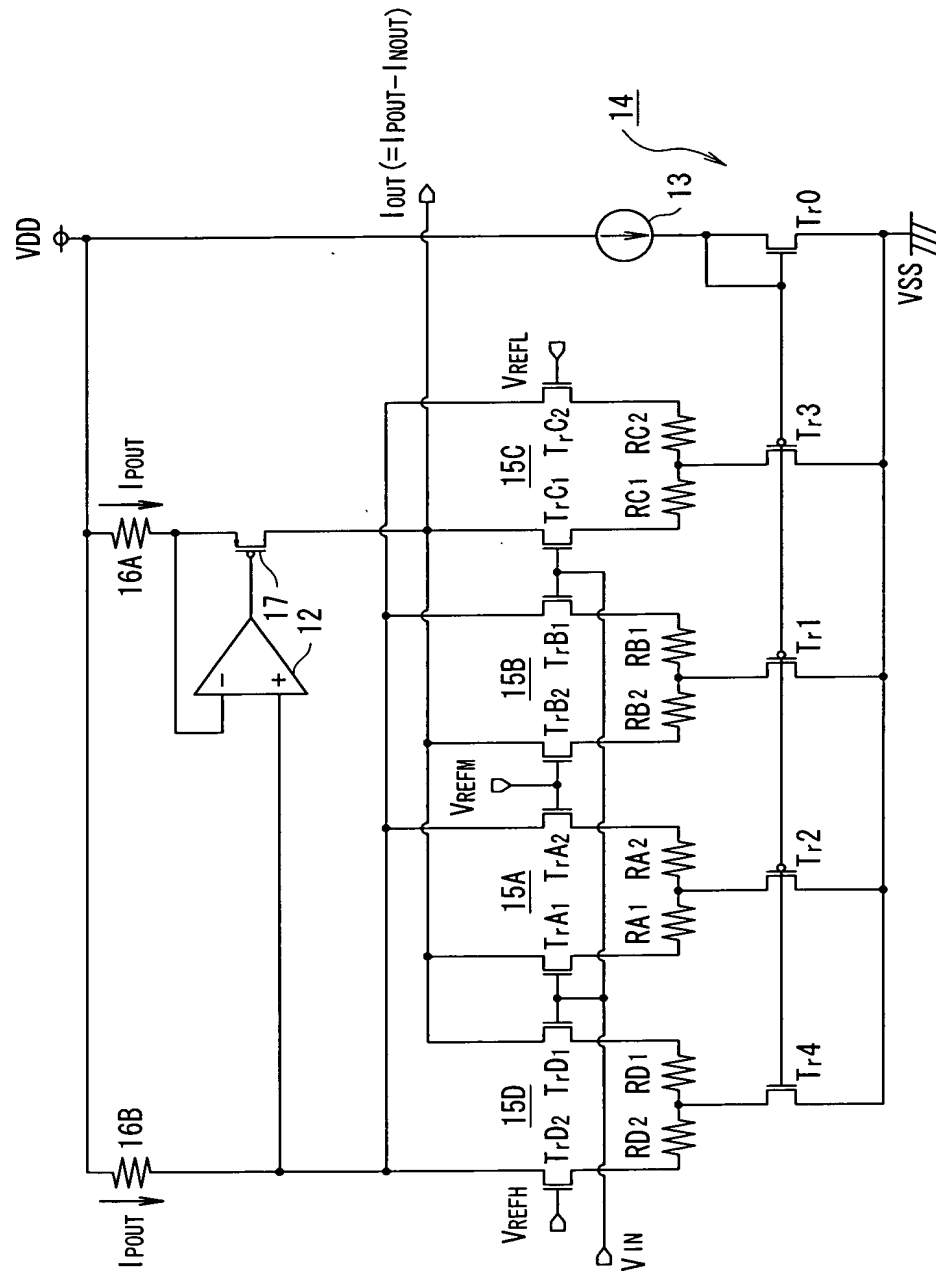 VDD
16B
IPOUT
16A
IPOUT
17
12
IOUT (=IPOUT-INOUT)
14
13
15D
15A
15B
15C
VREFH
TrD2
TrD1
TrA1
TrA2
VREFM
TrB2
TrB1
TrC1
TrC2
VREFL
RD2
RD1
RA1
RA2
RB2
RB1
RC1
RC2
VIN
Tr4
Tr2
Tr1
Tr3
Tr0
VSS
-
+